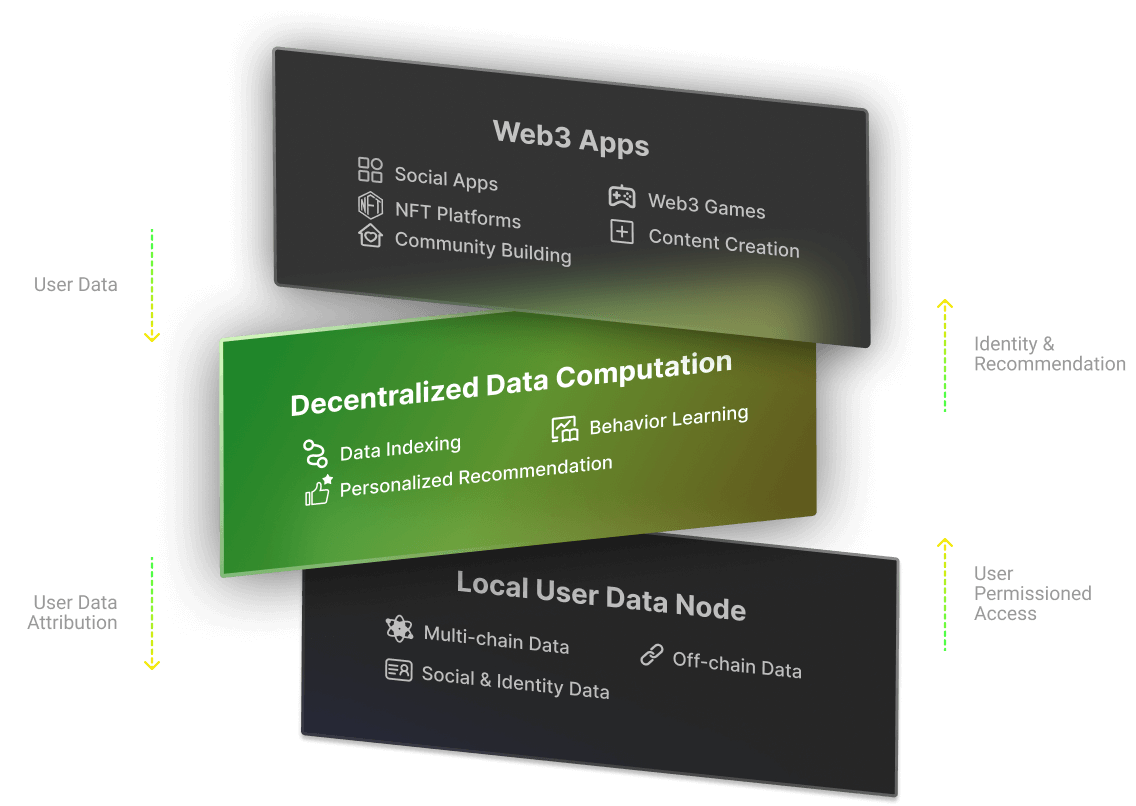 Web3 Apps
Social Apps
NFT
NFT Platforms
Community Building
Web3 Games
Content Creation
User Data
Identity &
Recommendation
Decentralized Data Computation
Data Indexing
Behavior Learning
Personalized Recommendation
User Data
Attribution
User
Permissioned
Access
Local User Data Node
Multi-chain Data
Off-chain Data
Social & Identity Data